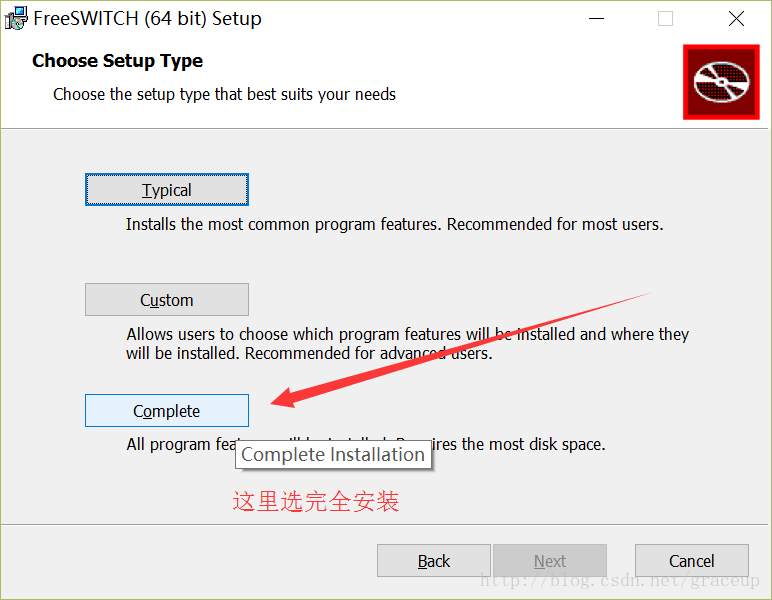 FreeSWITCH (64 bit) Setup
Choose Setup Type
Choose the setup type that best suits your needs
Typical
Installs the most common program features. Recommended for most users.
Custom
Allows users to choose which program features will be installed and where they
will be installed. Recommended for advanced users.
Complete
All program fea res the most disk space.
Complete Installation
这里选完全安装
Back
Next
Cancel
http://blog.csdn.net/graceup